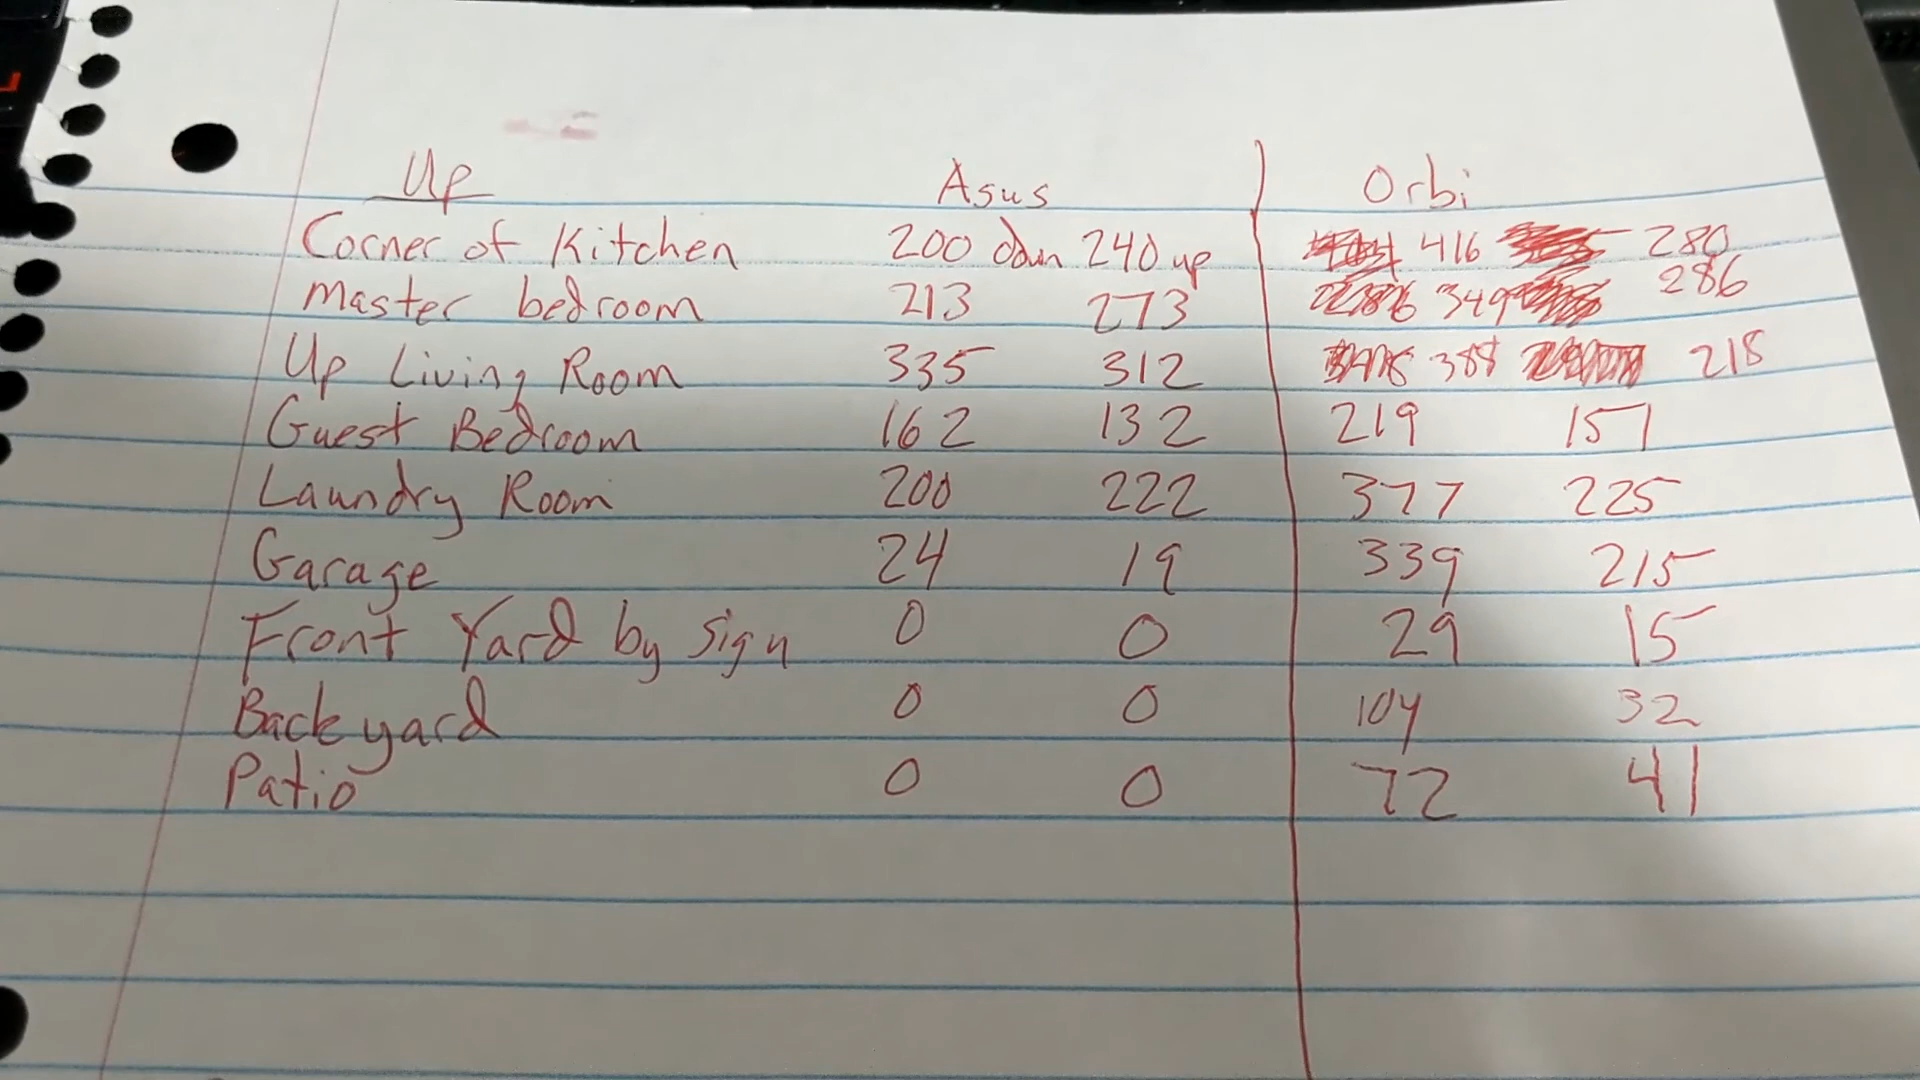 Up Asus Orbi
Corner of Kitchen 200 down 240 up 416 280
Master bedroom 213 273 349 286
Up Living Room 335 312 388 218
Guest Bedroom 162 132 219 151
Laundry Room 200 222 377 225
Garage 24 19 339 215
Front Yard by Sign 0 0 29 15
Backyard 0 0 104 32
Patio 0 0 72 41